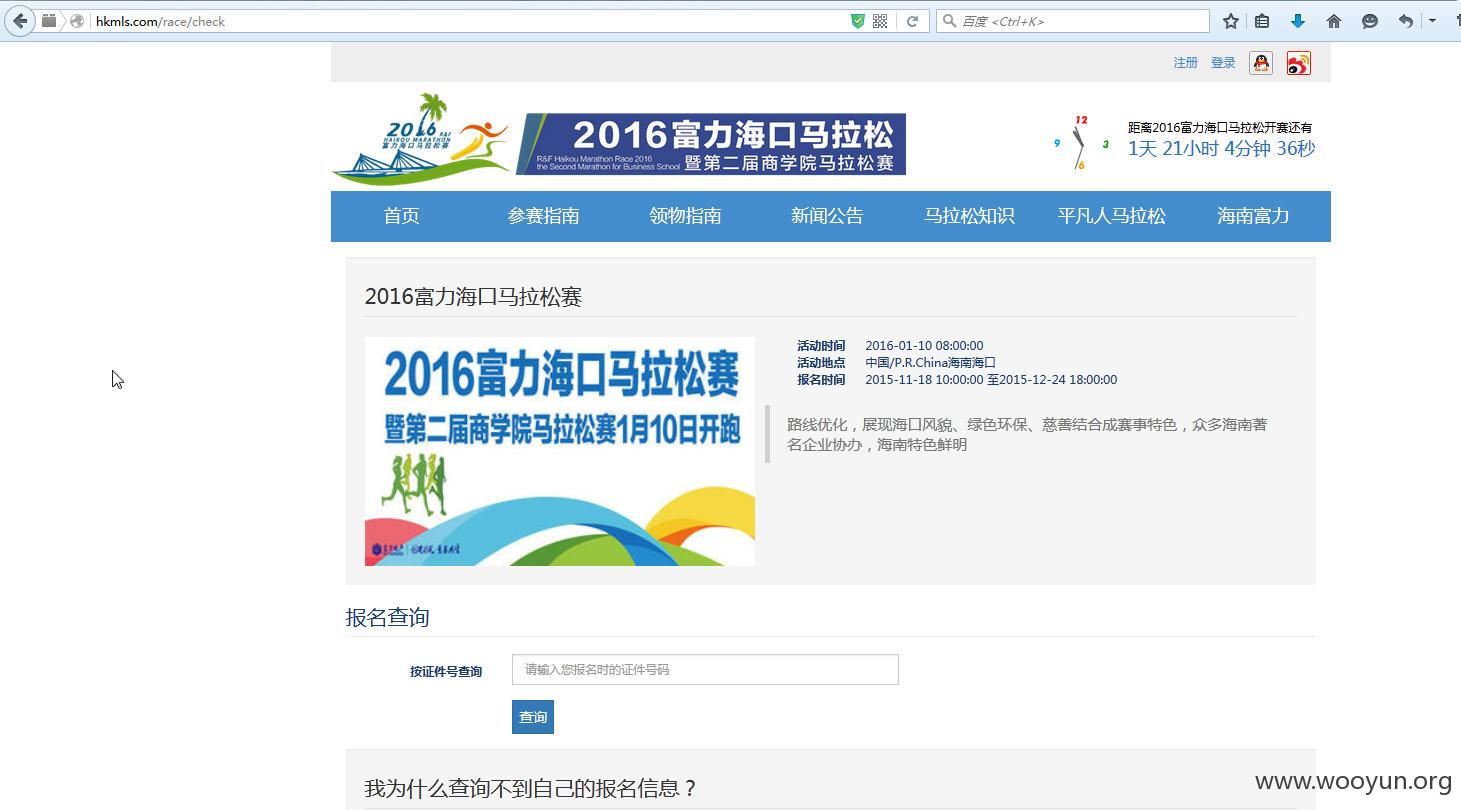 hkmls.com/race/check
百度 <Ctrl+K>
注册 登录
2016 R&F
HAIKOU MARATHON
富力海口马拉松赛
2016富力海口马拉松
R&F Haikou Marathon Race 2016
the Second Marathon for Business School
暨第二届商学院马拉松赛
12
9 3
6
距离2016富力海口马拉松开赛还有
1天 21小时 4分钟 36秒
首页 参赛指南 领物指南 新闻公告 马拉松知识 平凡人马拉松 海南富力
2016富力海口马拉松赛
2016富力海口马拉松赛
暨第二届商学院马拉松赛1月10日开跑
活动时间 2016-01-10 08:00:00
活动地点 中国/P.R.China海南海口
报名时间 2015-11-18 10:00:00 至2015-12-24 18:00:00
路线优化，展现海口风貌、绿色环保、慈善结合成赛事特色，众多海南著
名企业协办，海南特色鲜明
报名查询
按证件号查询 请输入您报名时的证件号码
查询
我为什么查询不到自己的报名信息？
www.wooyun.org